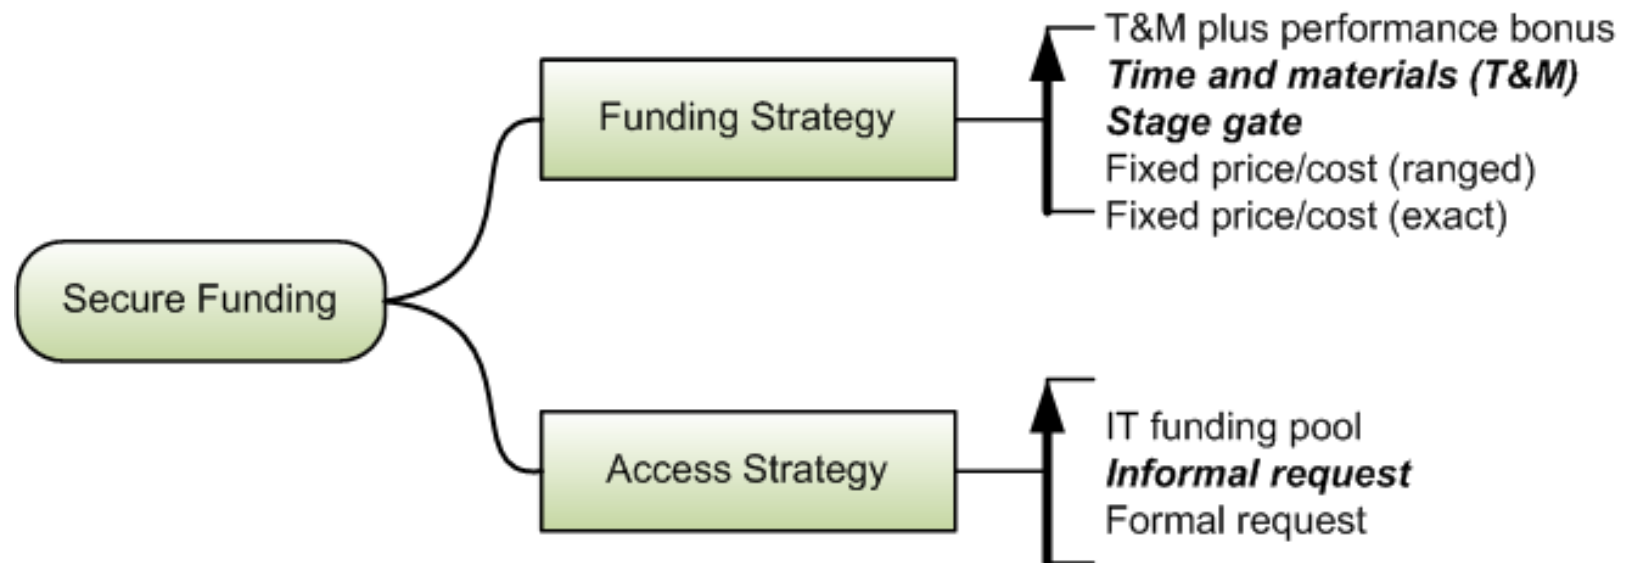 Secure Funding
Funding Strategy
T&M plus performance bonus
Time and materials (T&M)
Stage gate
Fixed price/cost (ranged)
Fixed price/cost (exact)
Access Strategy
IT funding pool
Informal request
Formal request